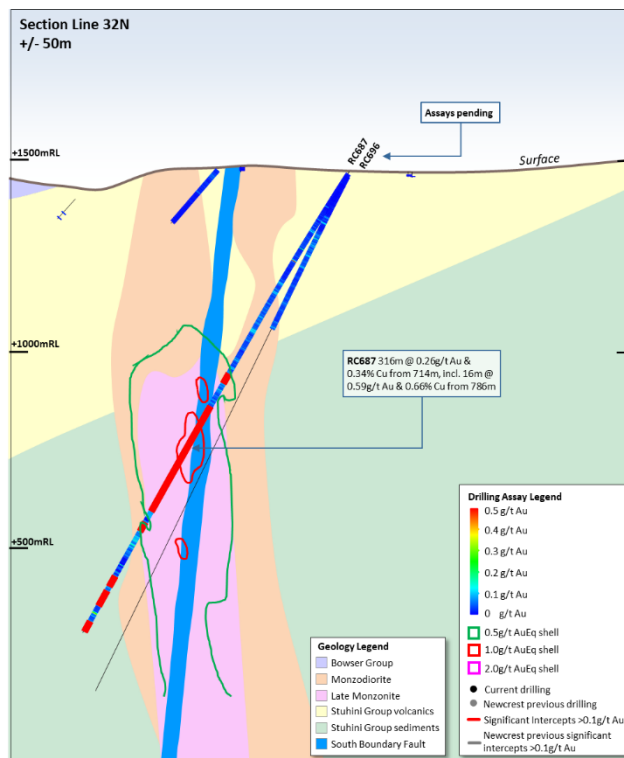 Section Line 32N
+/- 50m
Assays pending
RC687
RC696
+1500mRL
Surface
+1000mRL
RC687 316m @ 0.26g/t Au &
0.34% Cu from 714m, incl. 16m @
0.59g/t Au & 0.66% Cu from 786m
+500mRL
Drilling Assay Legend
0.5 g/t Au
0.4 g/t Au
0.3 g/t Au
0.2 g/t Au
0.1 g/t Au
0 g/t Au
0.5g/t AuEq shell
1.0g/t AuEq shell
2.0g/t AuEq shell
Current drilling
Newcrest previous drilling
Significant Intercepts >0.1g/t Au
Newcrest previous significant
intercepts >0.1g/t Au
Geology Legend
Bowser Group
Monzodiorite
Late Monzonite
Stuhini Group volcanics
Stuhini Group sediments
South Boundary Fault